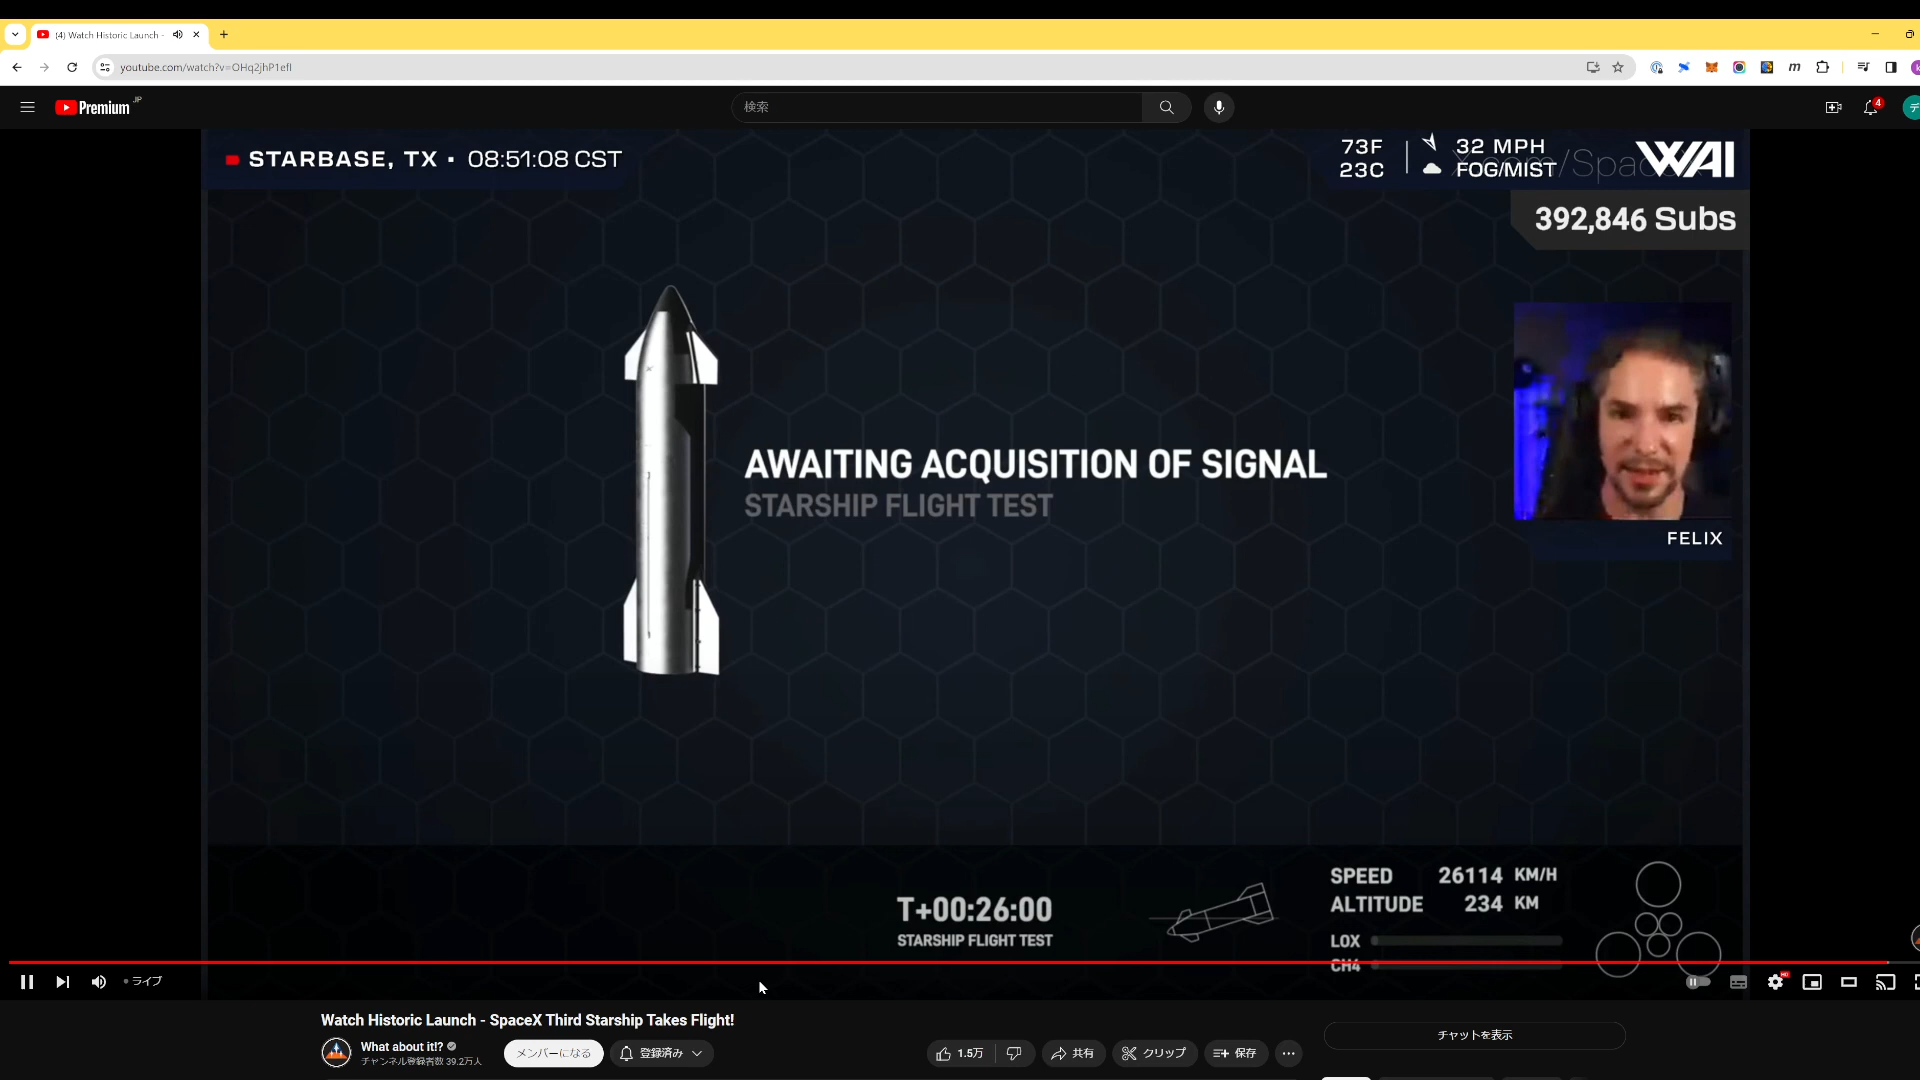 (4) Watch Historic Launch -
youtube.com/watch?v=OHq2jhP1efI
Premium JP
検索
4
デ
STARBASE, TX • 08:51:08 CST
73F
23C
32 MPH
FOG/MIST
WAI
392,846 Subs
AWAITING ACQUISITION OF SIGNAL
STARSHIP FLIGHT TEST
FELIX
T+00:26:00
STARSHIP FLIGHT TEST
SPEED 26114 KM/H
ALTITUDE 234 KM
LOX
CH4
ライブ
Watch Historic Launch - SpaceX Third Starship Takes Flight!
What about it!?
チャンネル登録者数 39.2万人
メンバーになる
登録済み
1.5万
共有
クリップ
保存
チャットを表示